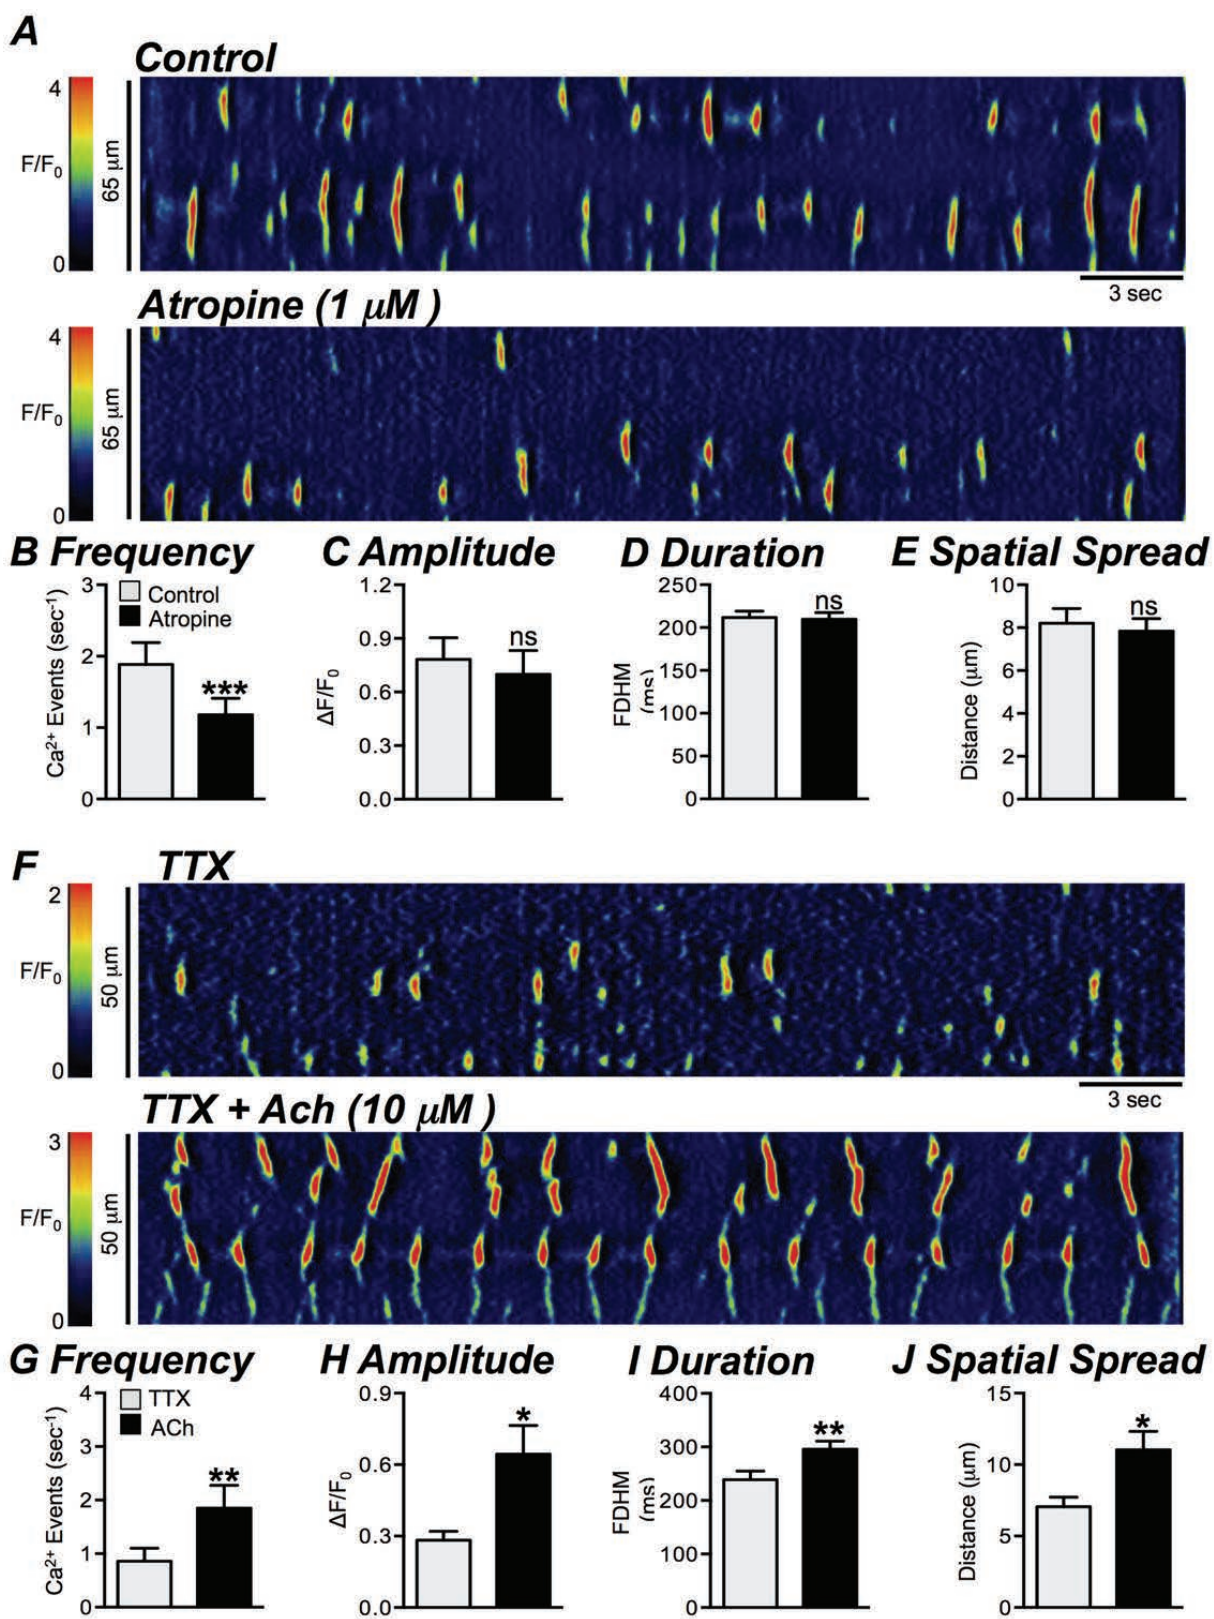 A
Control
4
F/F0
0
65 µm
3 sec
Atropine (1 µM )
4
F/F0
0
65 µm
B Frequency
C Amplitude
D Duration
E Spatial Spread
Ca2+ Events (sec-1)
3
2
1
0
Control
Atropine
***
ΔF/F0
1.2
0.9
0.6
0.3
0.0
ns
FDHM
(ms)
250
200
150
100
50
0
ns
Distance (µm)
10
8
6
4
2
0
ns
F
TTX
2
F/F0
0
50 µm
3 sec
TTX + Ach (10 µM )
3
F/F0
0
50 µm
G Frequency
H Amplitude
I Duration
J Spatial Spread
Ca2+ Events (sec-1)
4
3
2
1
0
TTX
ACh
**
ΔF/F0
0.9
0.6
0.3
0.0
*
FDHM
(ms)
400
300
200
100
0
**
Distance (µm)
15
10
5
0
*